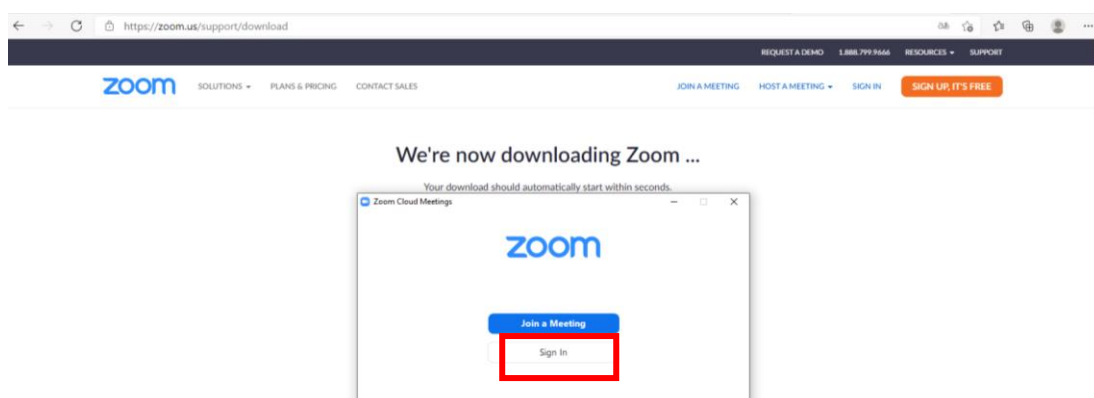 https://zoom.us/support/download
REQUEST A DEMO 1.888.799.9666 RESOURCES SUPPORT
zoom SOLUTIONS PLANS & PRICING CONTACT SALES JOIN A MEETING HOST A MEETING SIGN IN SIGN UP, IT'S FREE
We're now downloading Zoom ...
Your download should automatically start within seconds.
Zoom Cloud Meetings
zoom
Join a Meeting
Sign In